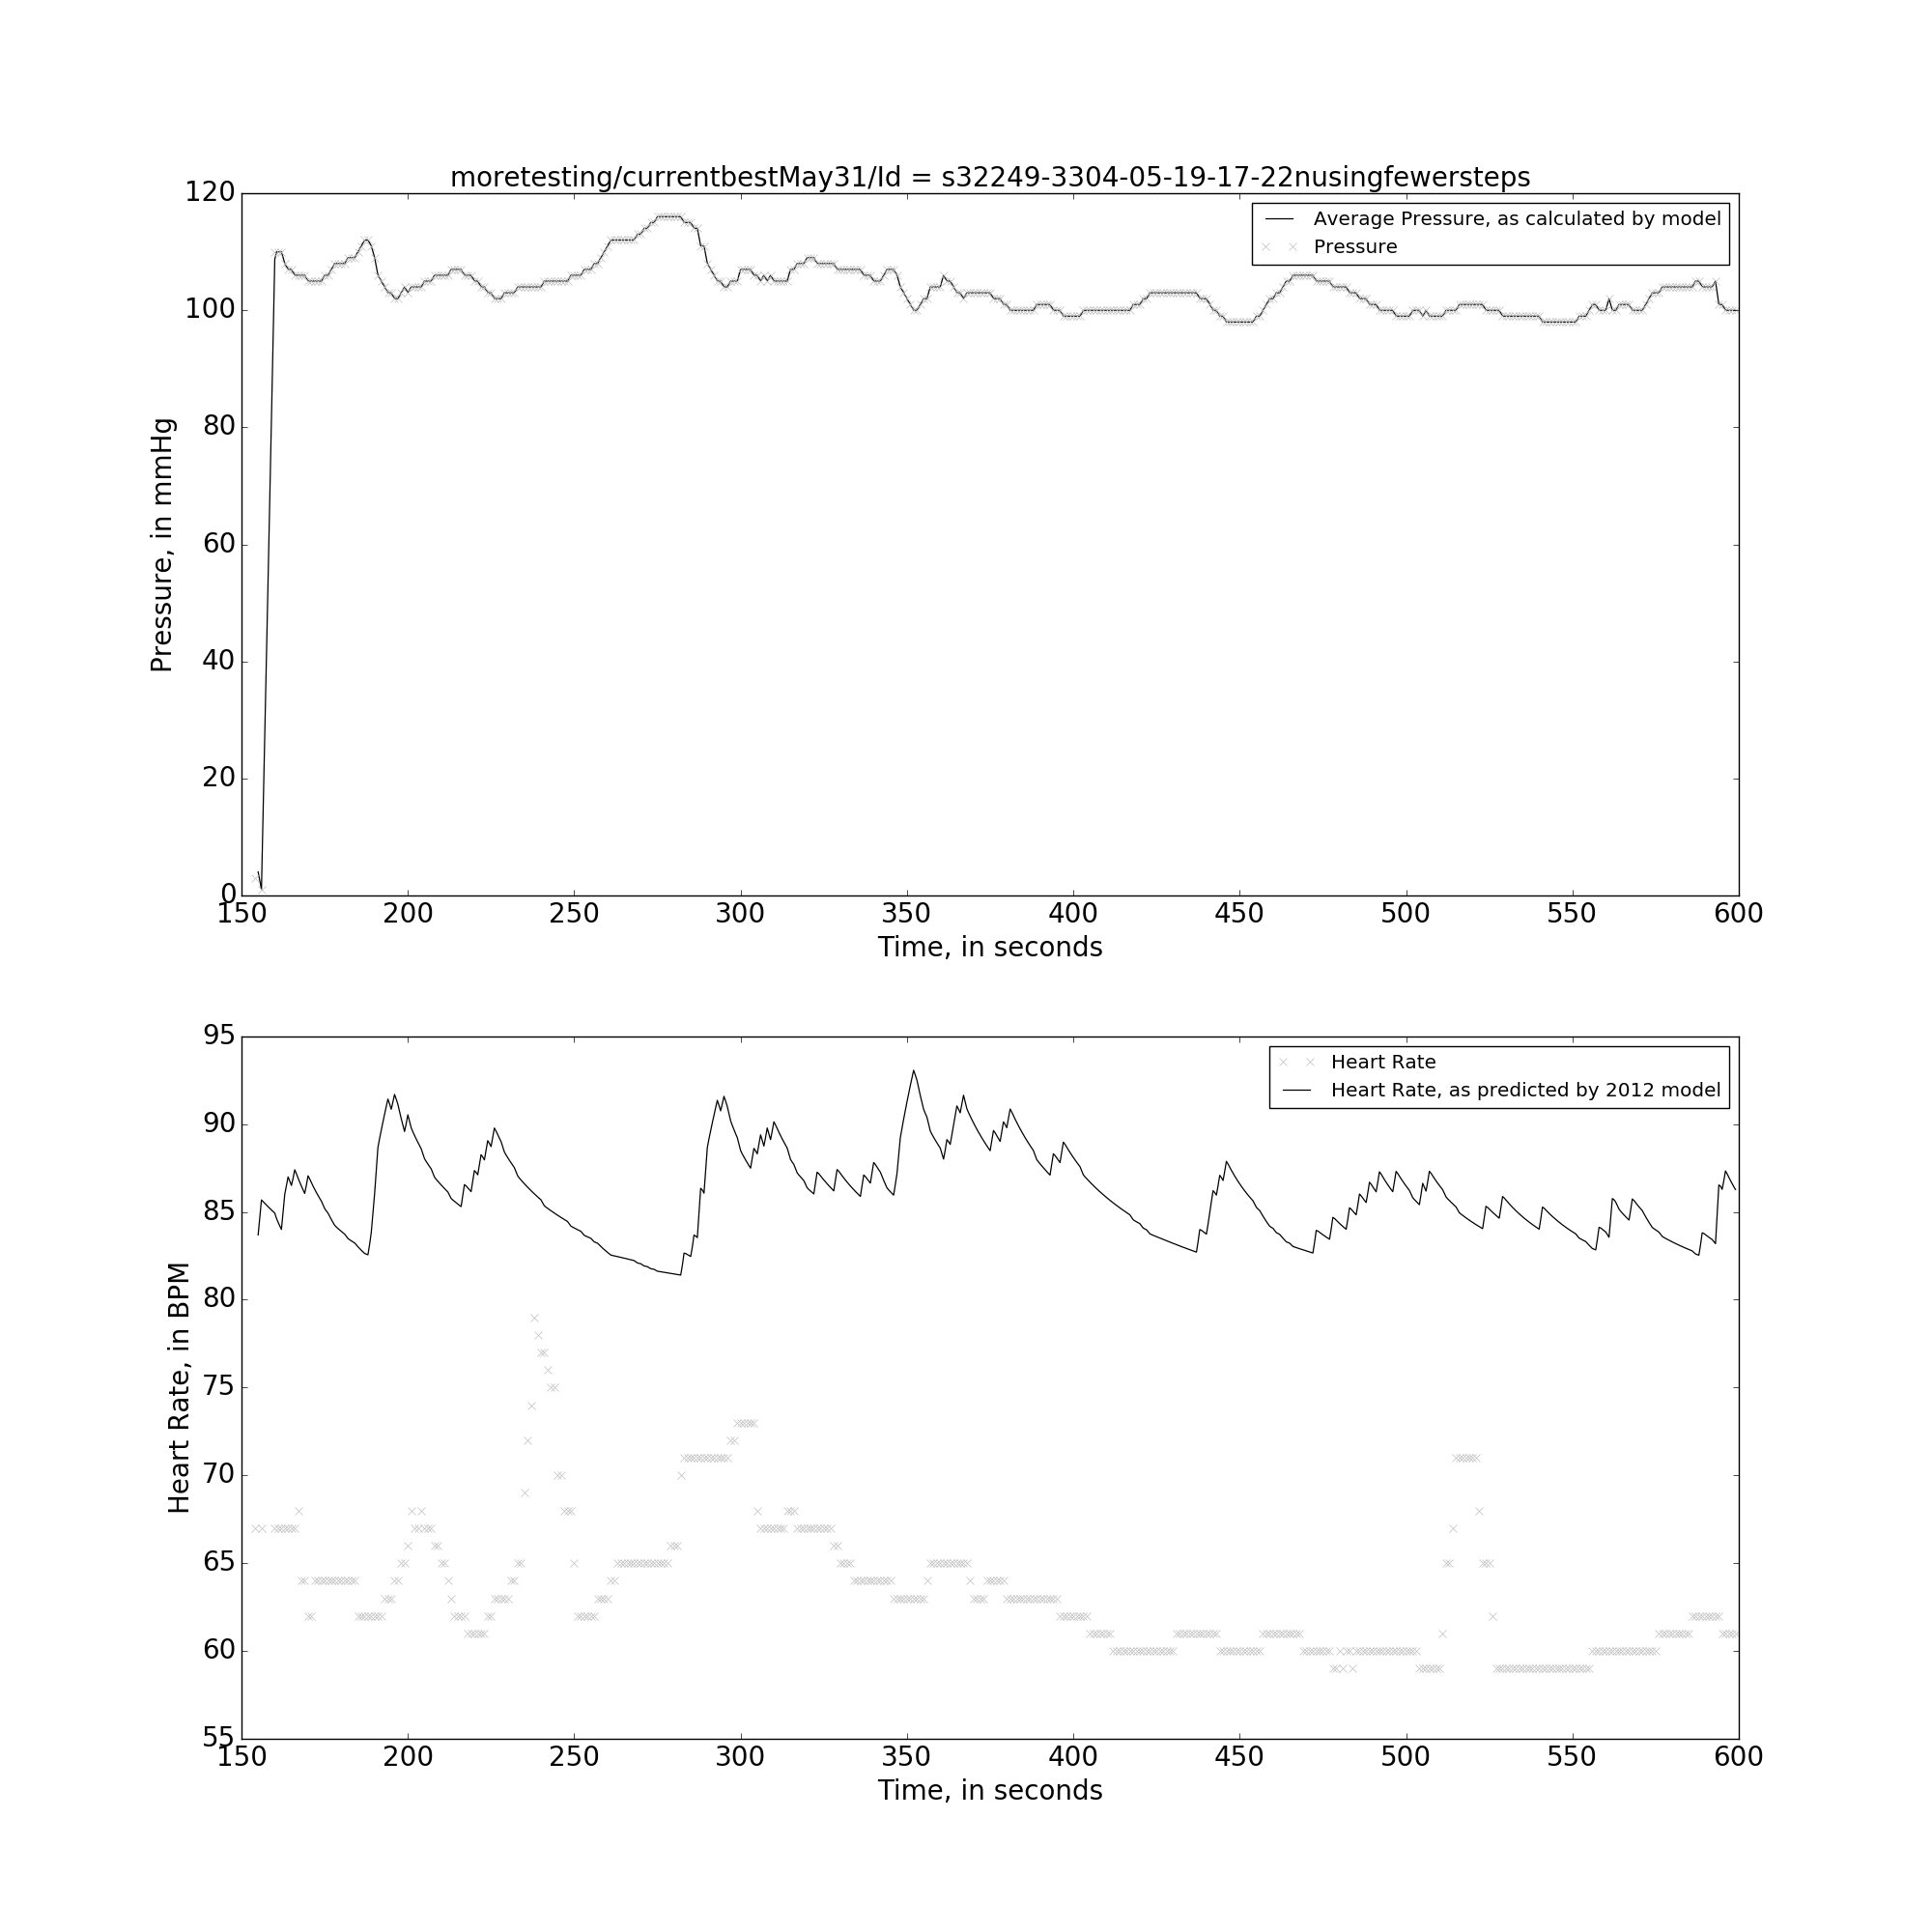 moretesting/currentbestMay31/Id = s32249-3304-05-19-17-22nusingfewersteps
120
100
80
60
40
20
0
Pressure, in mmHg
Average Pressure, as calculated by model
Pressure
150 200 250 300 350 400 450 500 550 600
Time, in seconds
95
90
85
80
75
70
65
60
55
Heart Rate, in BPM
Heart Rate
Heart Rate, as predicted by 2012 model
150 200 250 300 350 400 450 500 550 600
Time, in seconds